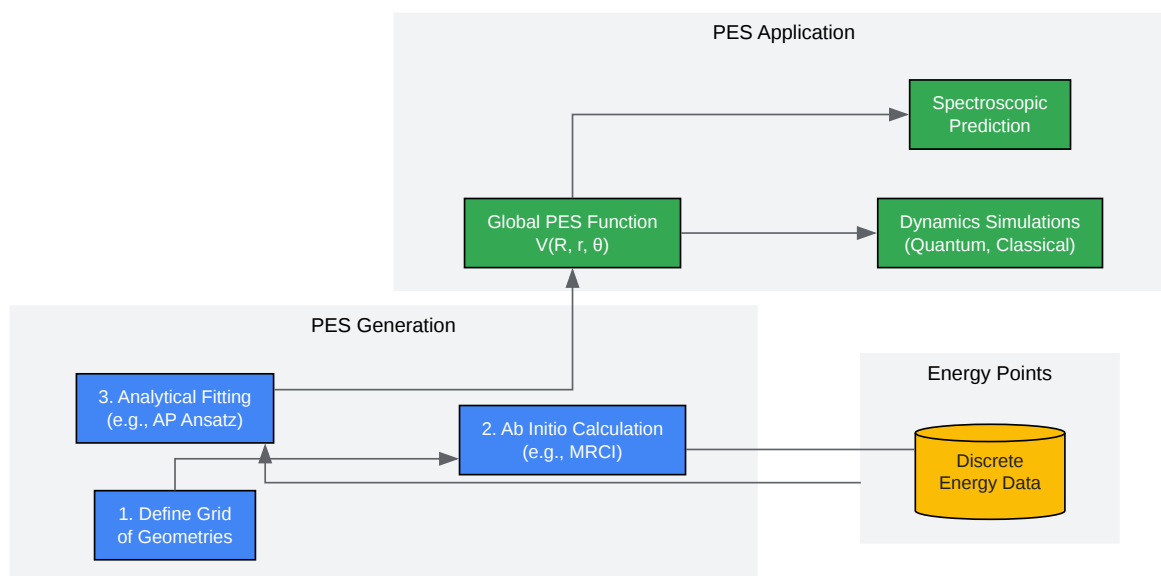 PES Application
Spectroscopic
Prediction
Global PES Function
V(R, r, θ)
Dynamics Simulations
(Quantum, Classical)
PES Generation
3. Analytical Fitting
(e.g., AP Ansatz)
2. Ab Initio Calculation
(e.g., MRCI)
1. Define Grid
of Geometries
Energy Points
Discrete
Energy Data